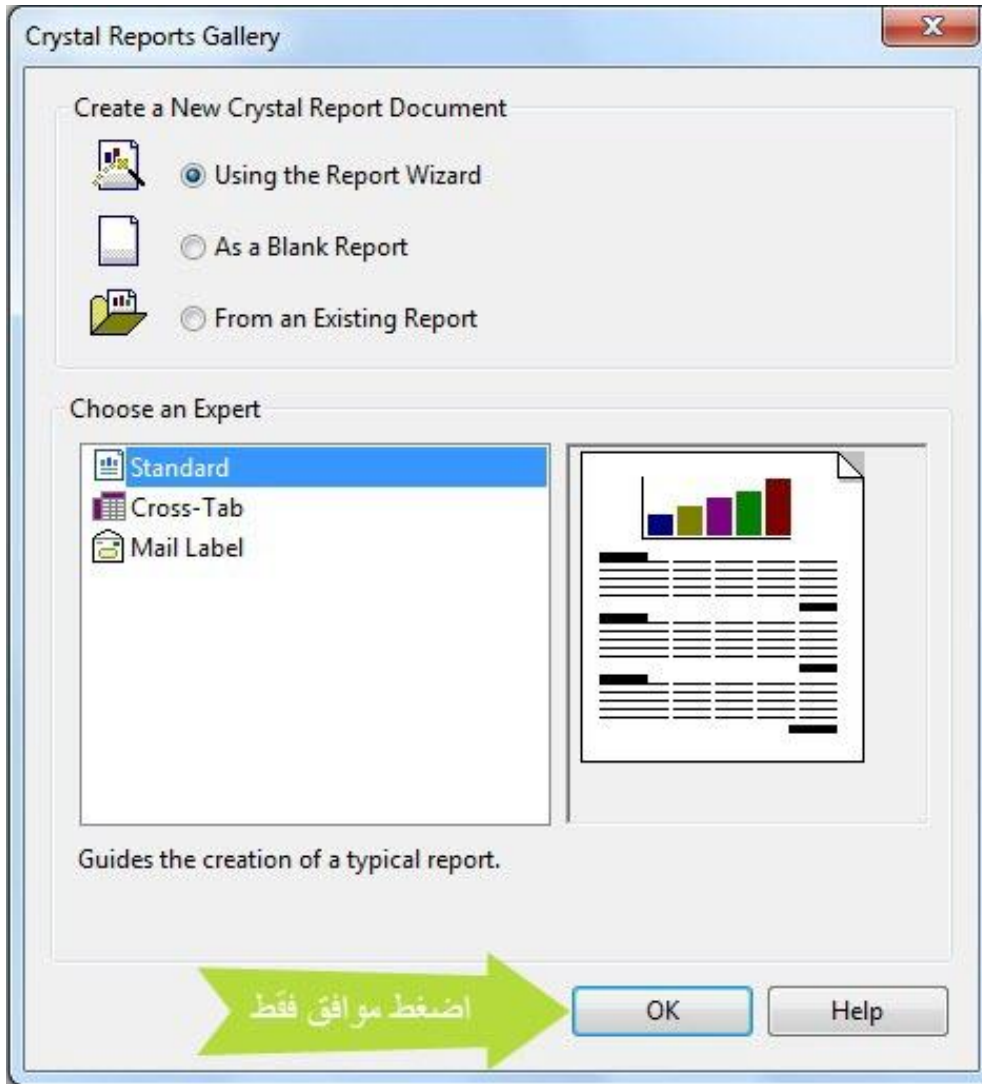 Crystal Reports Gallery
X
Create a New Crystal Report Document
Using the Report Wizard
As a Blank Report
From an Existing Report
Choose an Expert
Standard
Cross-Tab
Mail Label
Guides the creation of a typical report.
اضغط موافق فقط
OK
Help